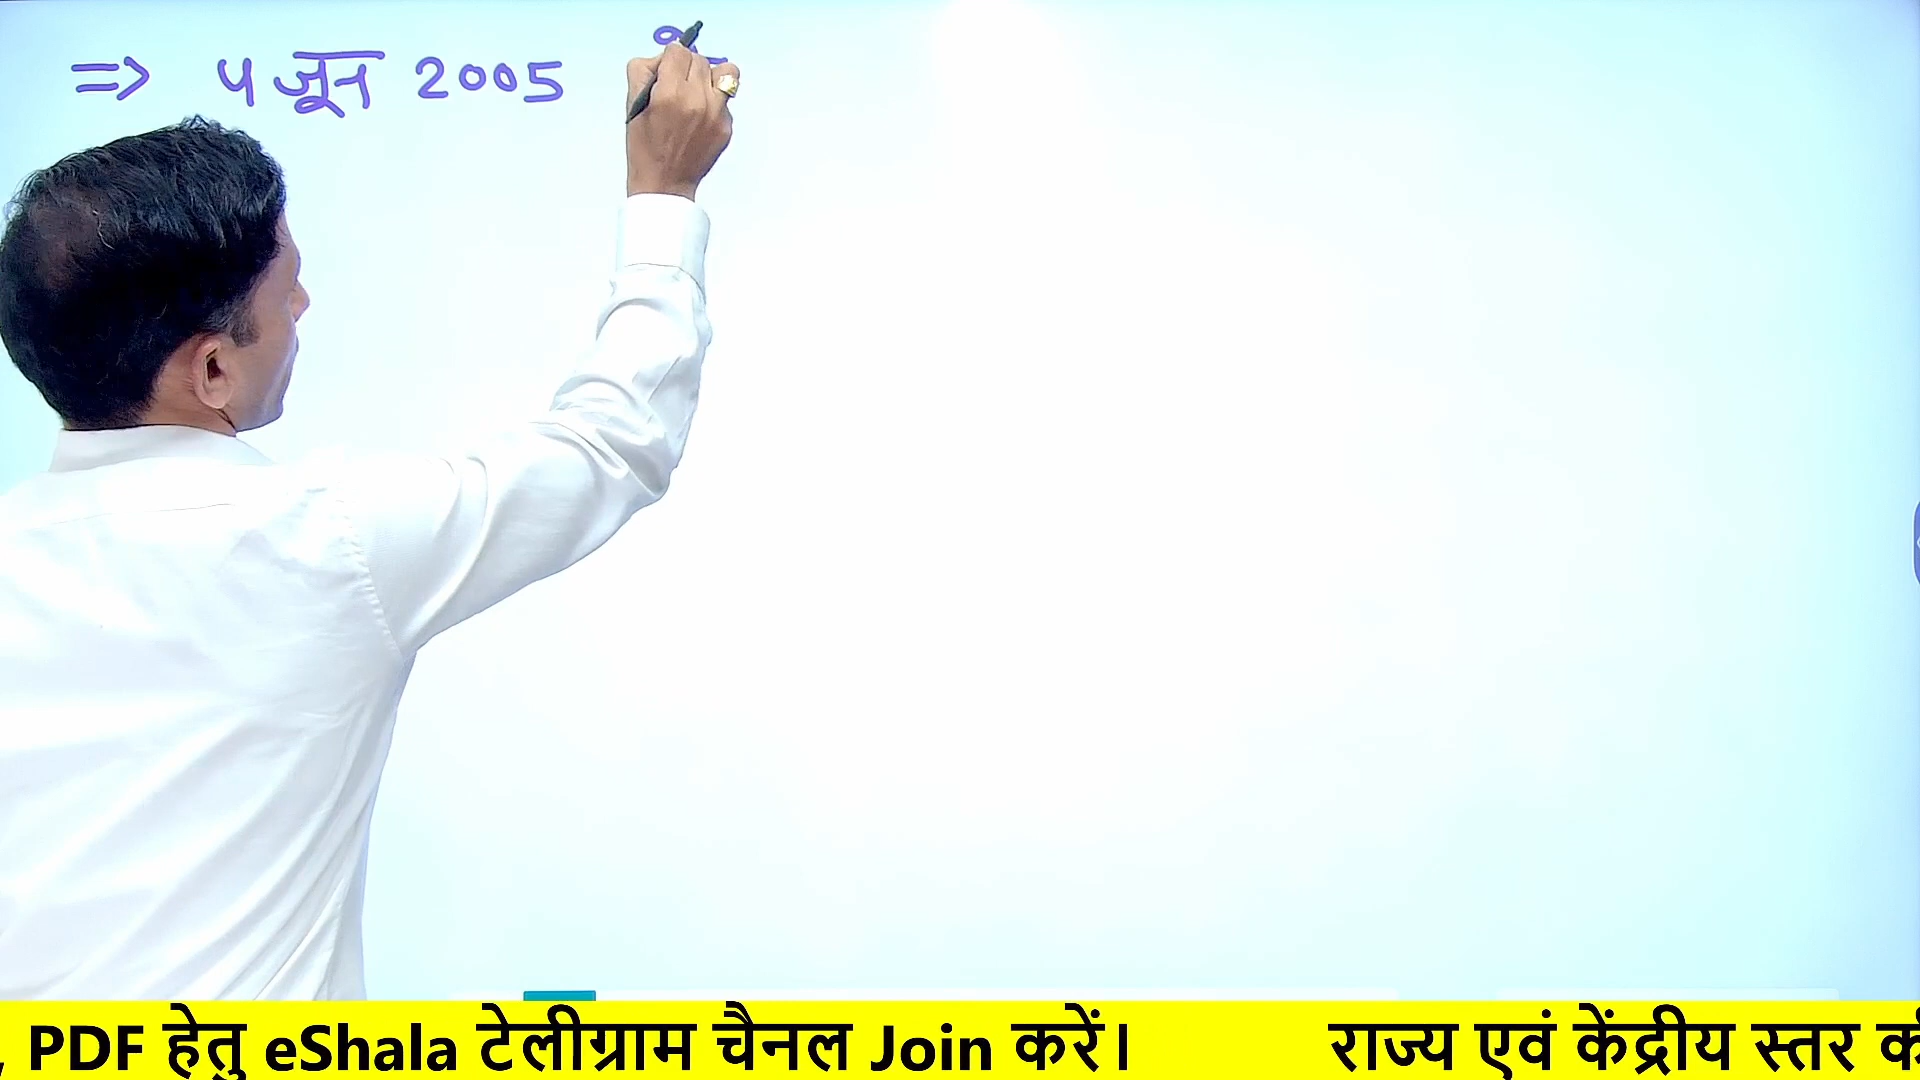 => 4 जून 2005
, PDF हेतु eShala टेलीग्राम चैनल Join करें। राज्य एवं केंद्रीय स्तर की